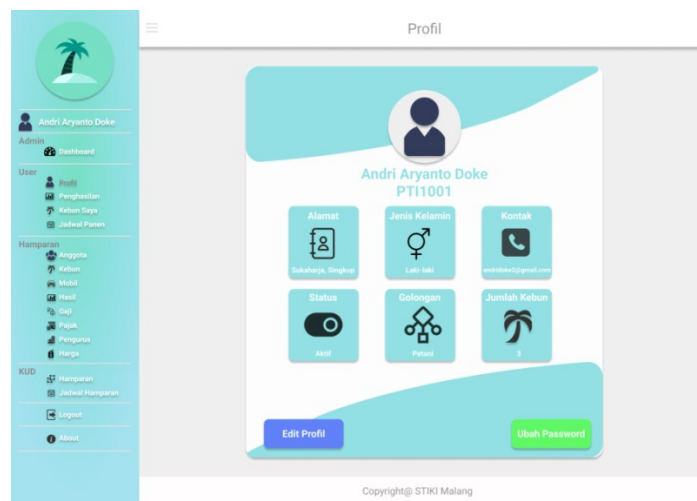 Profil
Andri Aryanto Doke
Admin
Dashboard
User
Profil
Penghasilan
Kebun Saya
Jadwal Panen
Hamparan
Anggota
Kebun
Mobil
Hasil
Gaji
Pajak
Pengurus
Harga
KUD
Hamparan
Jadwal Hamparan
Logout
About
Andri Aryanto Doke
PTI1001
Alamat
Jenis Kelamin
Kontak
Sukaharja, Singkup
Laki-laki
Status
Golongan
Jumlah Kebun
Aktif
Petani
3
Edit Profil
Ubah Password
Copyright@ STIKI Malang